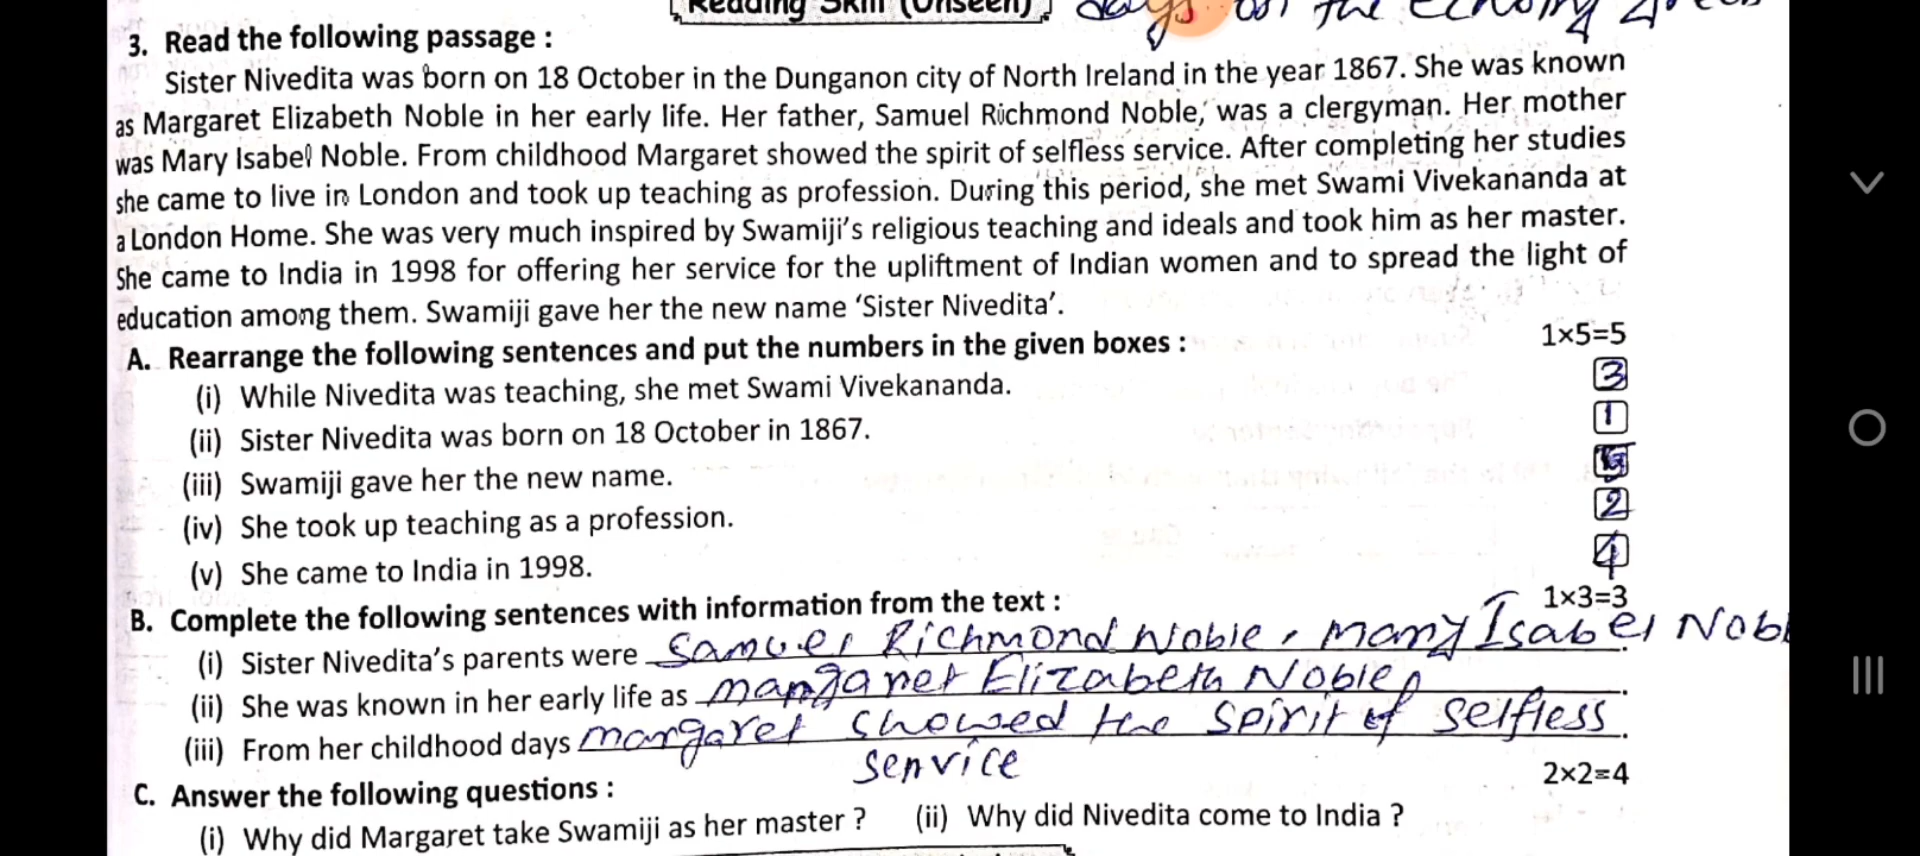 Reading Skill (Unseen)
3. Read the following passage :
Sister Nivedita was born on 18 October in the Dunganon city of North Ireland in the year 1867. She was known
as Margaret Elizabeth Noble in her early life. Her father, Samuel Richmond Noble, was a clergyman. Her mother
was Mary Isabel Noble. From childhood Margaret showed the spirit of selfless service. After completing her studies
she came to live in London and took up teaching as profession. During this period, she met Swami Vivekananda at
a London Home. She was very much inspired by Swamiji's religious teaching and ideals and took him as her master.
She came to India in 1998 for offering her service for the upliftment of Indian women and to spread the light of
education among them. Swamiji gave her the new name 'Sister Nivedita'.
A. Rearrange the following sentences and put the numbers in the given boxes : 1×5=5
(i) While Nivedita was teaching, she met Swami Vivekananda. 3
(ii) Sister Nivedita was born on 18 October in 1867. 1
(iii) Swamiji gave her the new name. 5
(iv) She took up teaching as a profession. 2
(v) She came to India in 1998. 4
B. Complete the following sentences with information from the text : 1×3=3
(i) Sister Nivedita's parents were Samuel Richmond Noble, Mary Isabel Nobl
(ii) She was known in her early life as Margaret Elizabeth Noble.
(iii) From her childhood days margaret showed the spirit of selfless.
service
C. Answer the following questions : 2×2=4
(i) Why did Margaret take Swamiji as her master ? (ii) Why did Nivedita come to India ?